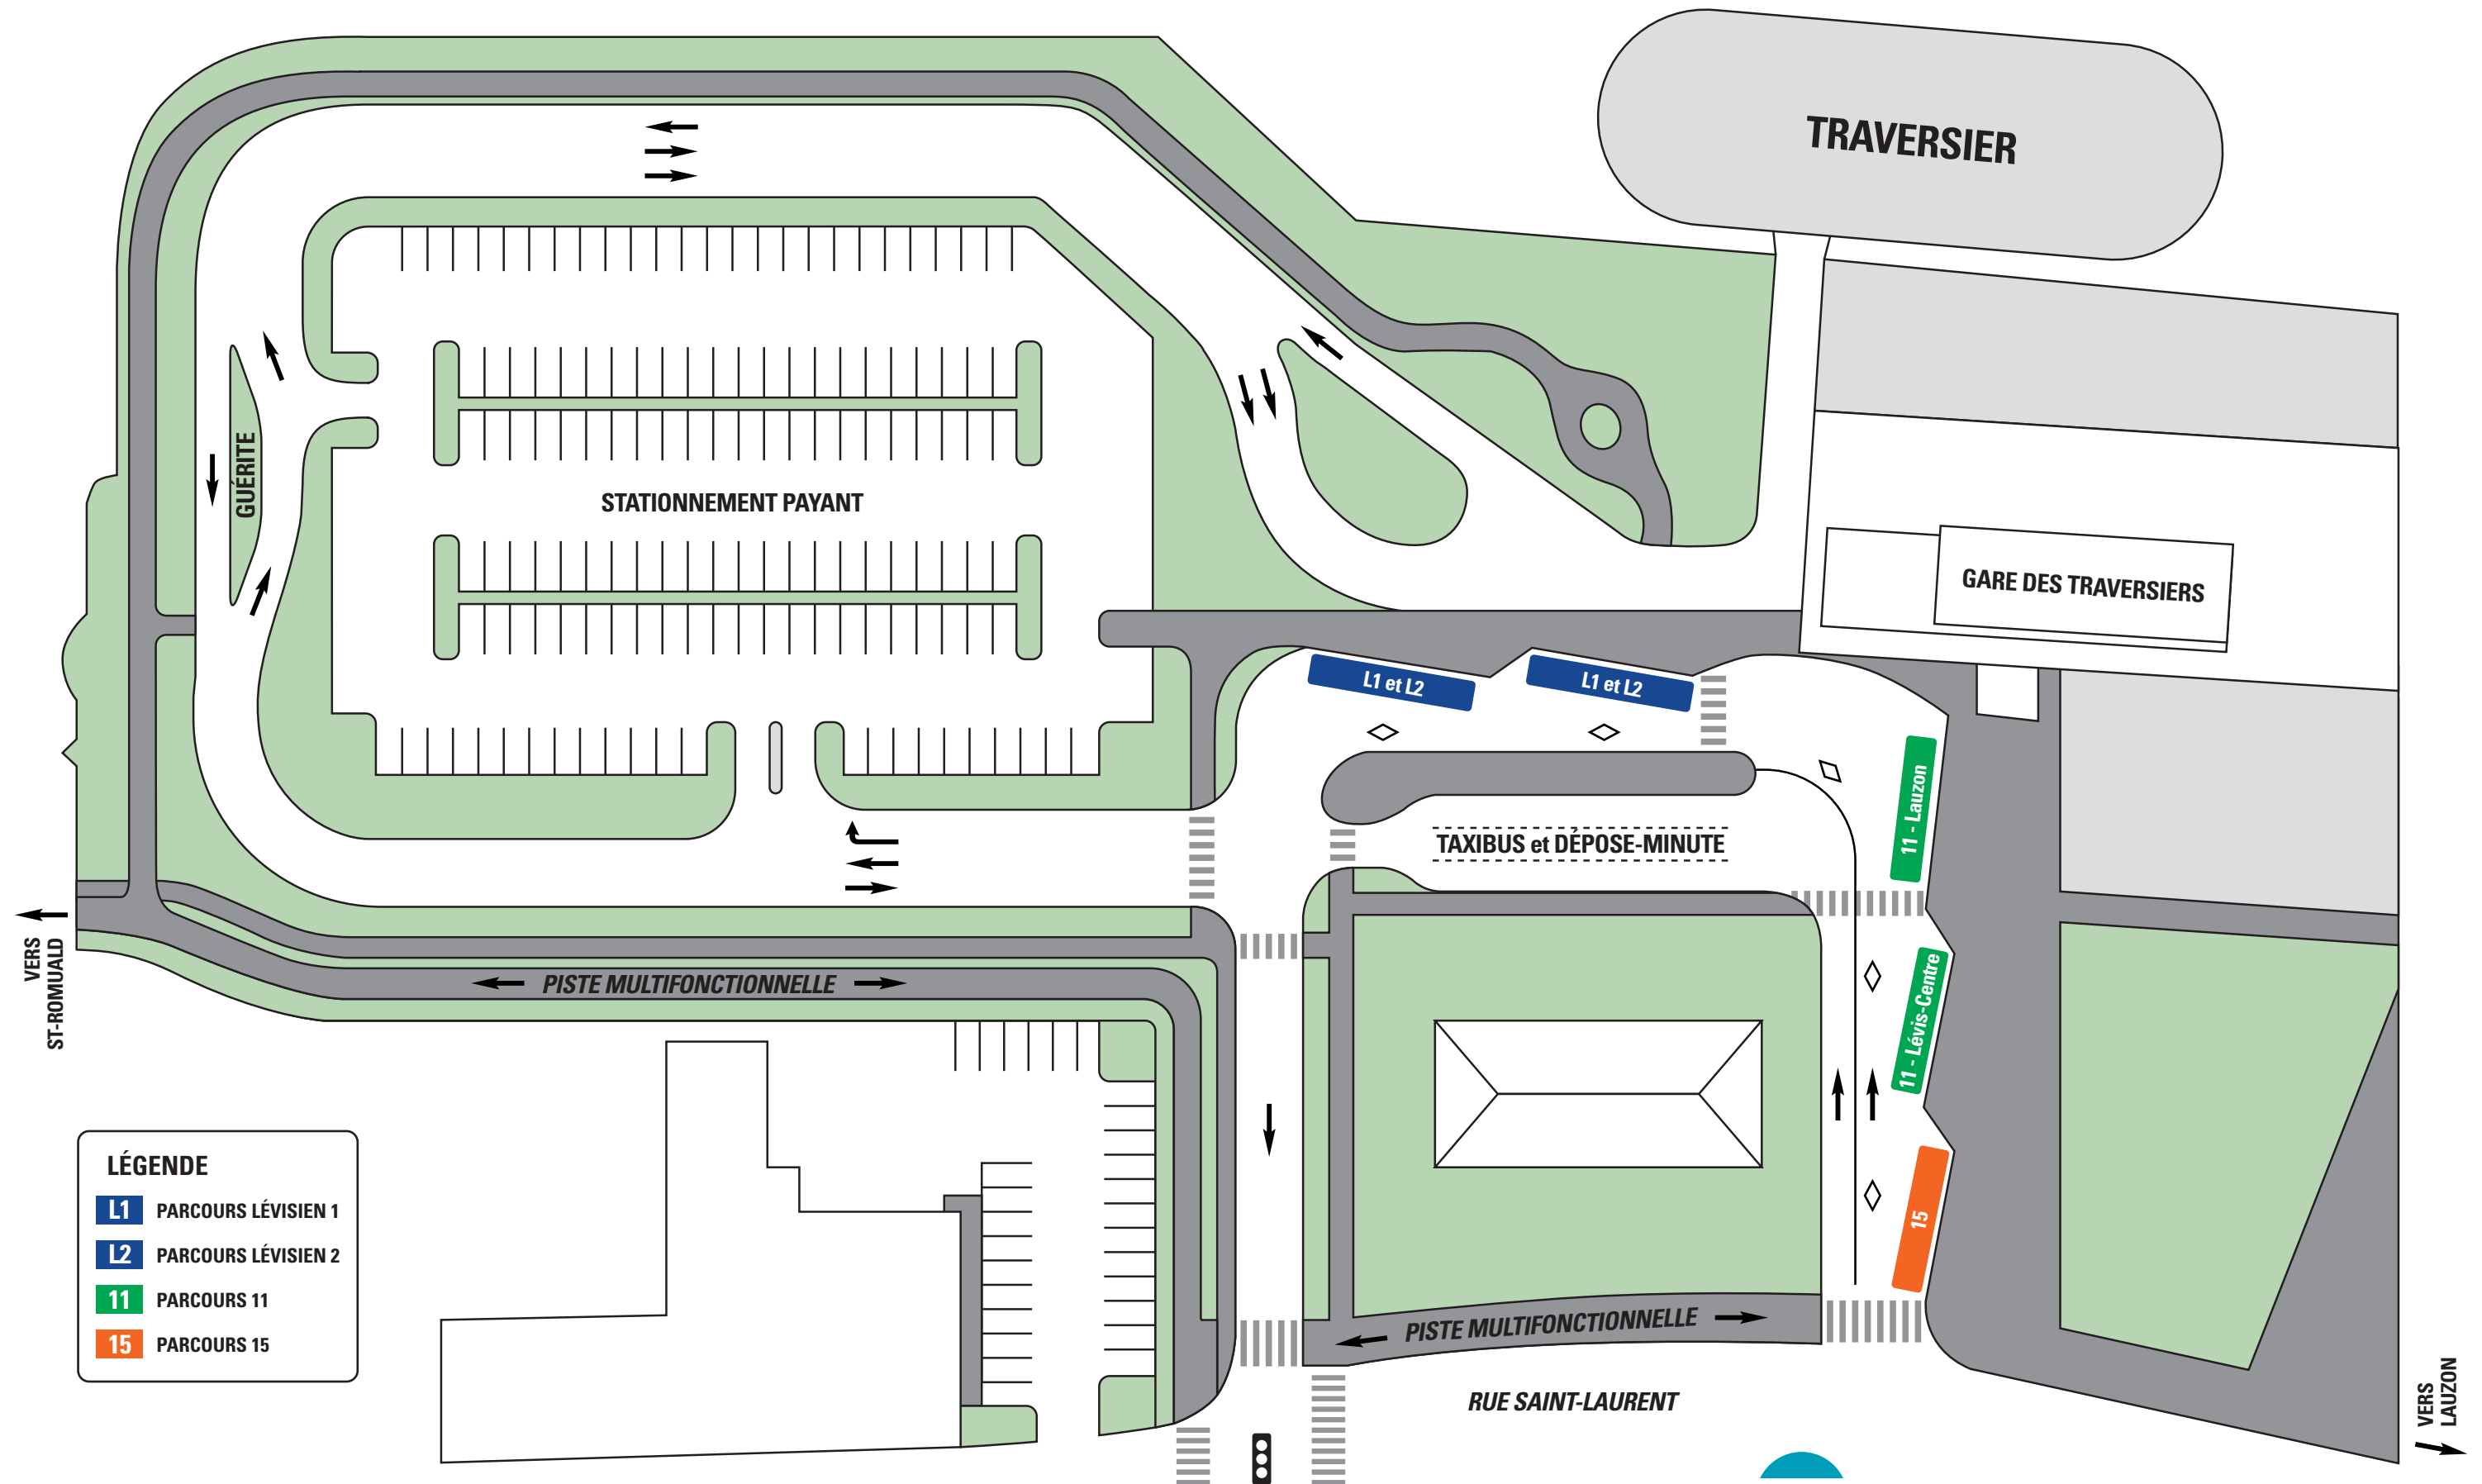 TRAVERSIER
GUÉRITE
STATIONNEMENT PAYANT
GARE DES TRAVERSIERS
L1 et L2
L1 et L2
11 - Lauzon
TAXIBUS et DÉPOSE-MINUTE
VERS
ST-ROMUALD
PISTE MULTIFONCTIONNELLE
11 - Lévis-Centre
15
LÉGENDE
L1 PARCOURS LÉVISIEN 1
L2 PARCOURS LÉVISIEN 2
11 PARCOURS 11
15 PARCOURS 15
PISTE MULTIFONCTIONNELLE
RUE SAINT-LAURENT
VERS
LAUZON